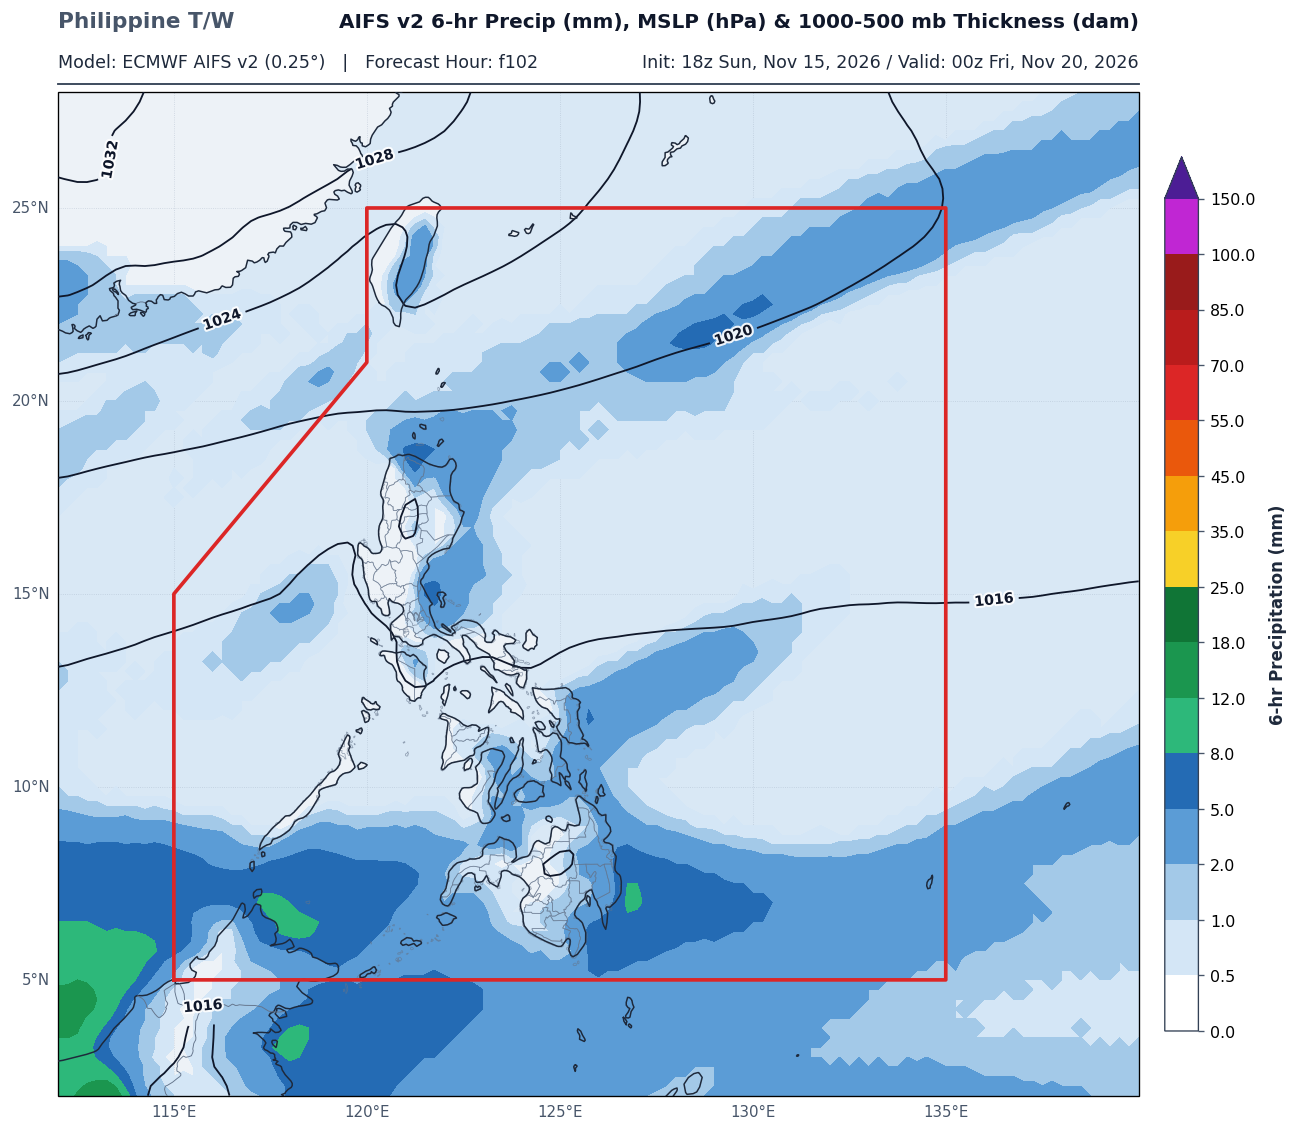 Philippine T/W
AIFS v2 6-hr Precip (mm), MSLP (hPa) & 1000-500 mb Thickness (dam)
Model: ECMWF AIFS v2 (0.25°) | Forecast Hour: f102
Init: 18z Sun, Nov 15, 2026 / Valid: 00z Fri, Nov 20, 2026
1032
1028
1024
1020
1016
1016
25°N
20°N
15°N
10°N
5°N
115°E
120°E
125°E
130°E
135°E
150.0
100.0
85.0
70.0
55.0
45.0
35.0
25.0
18.0
12.0
8.0
5.0
2.0
1.0
0.5
0.0
6-hr Precipitation (mm)